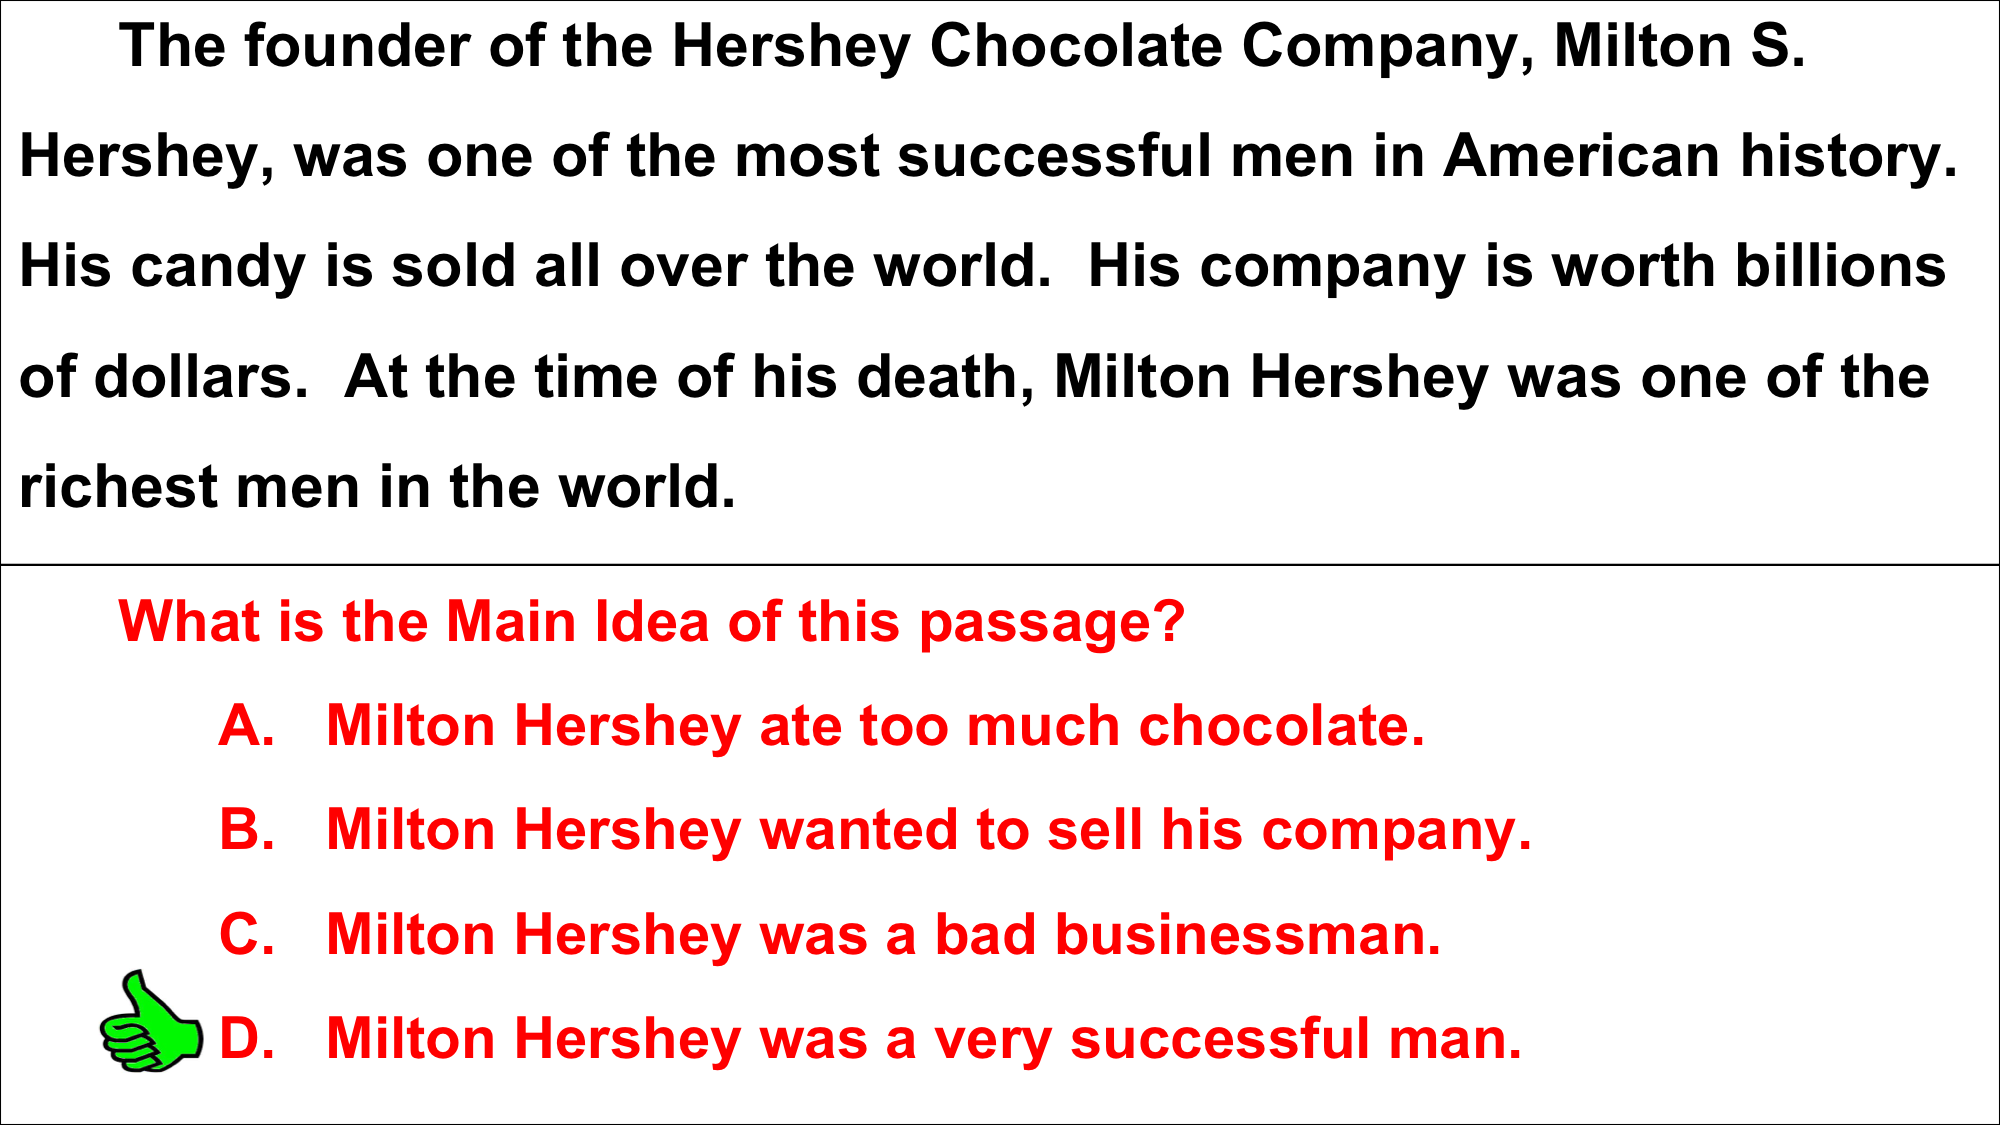 The founder of the Hershey Chocolate Company, Milton S.
Hershey, was one of the most successful men in American history.
His candy is sold all over the world.  His company is worth billions
of dollars.  At the time of his death, Milton Hershey was one of the
richest men in the world.
What is the Main Idea of this passage?
A. Milton Hershey ate too much chocolate.
B. Milton Hershey wanted to sell his company.
C. Milton Hershey was a bad businessman.
D. Milton Hershey was a very successful man.